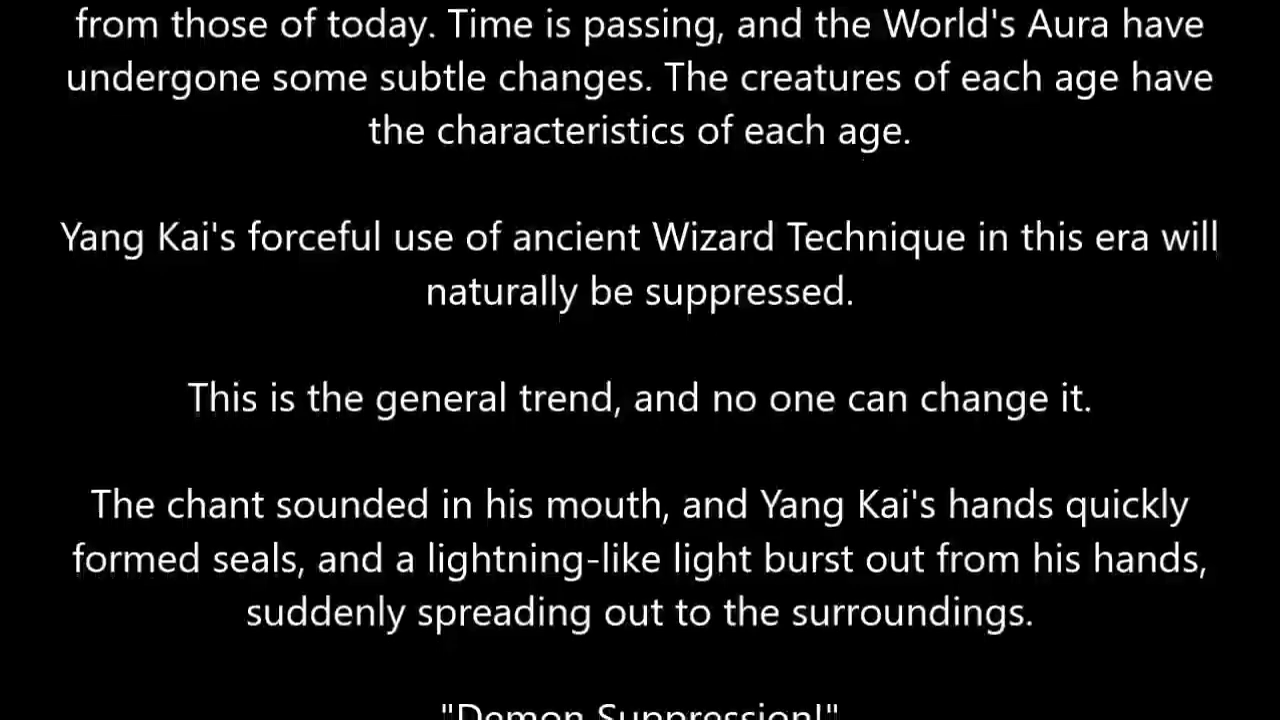 from those of today. Time is passing, and the World's Aura have
undergone some subtle changes. The creatures of each age have
the characteristics of each age.
Yang Kai's forceful use of ancient Wizard Technique in this era will
naturally be suppressed.
This is the general trend, and no one can change it.
The chant sounded in his mouth, and Yang Kai's hands quickly
formed seals, and a lightning-like light burst out from his hands,
suddenly spreading out to the surroundings.
"Demon Suppression!"